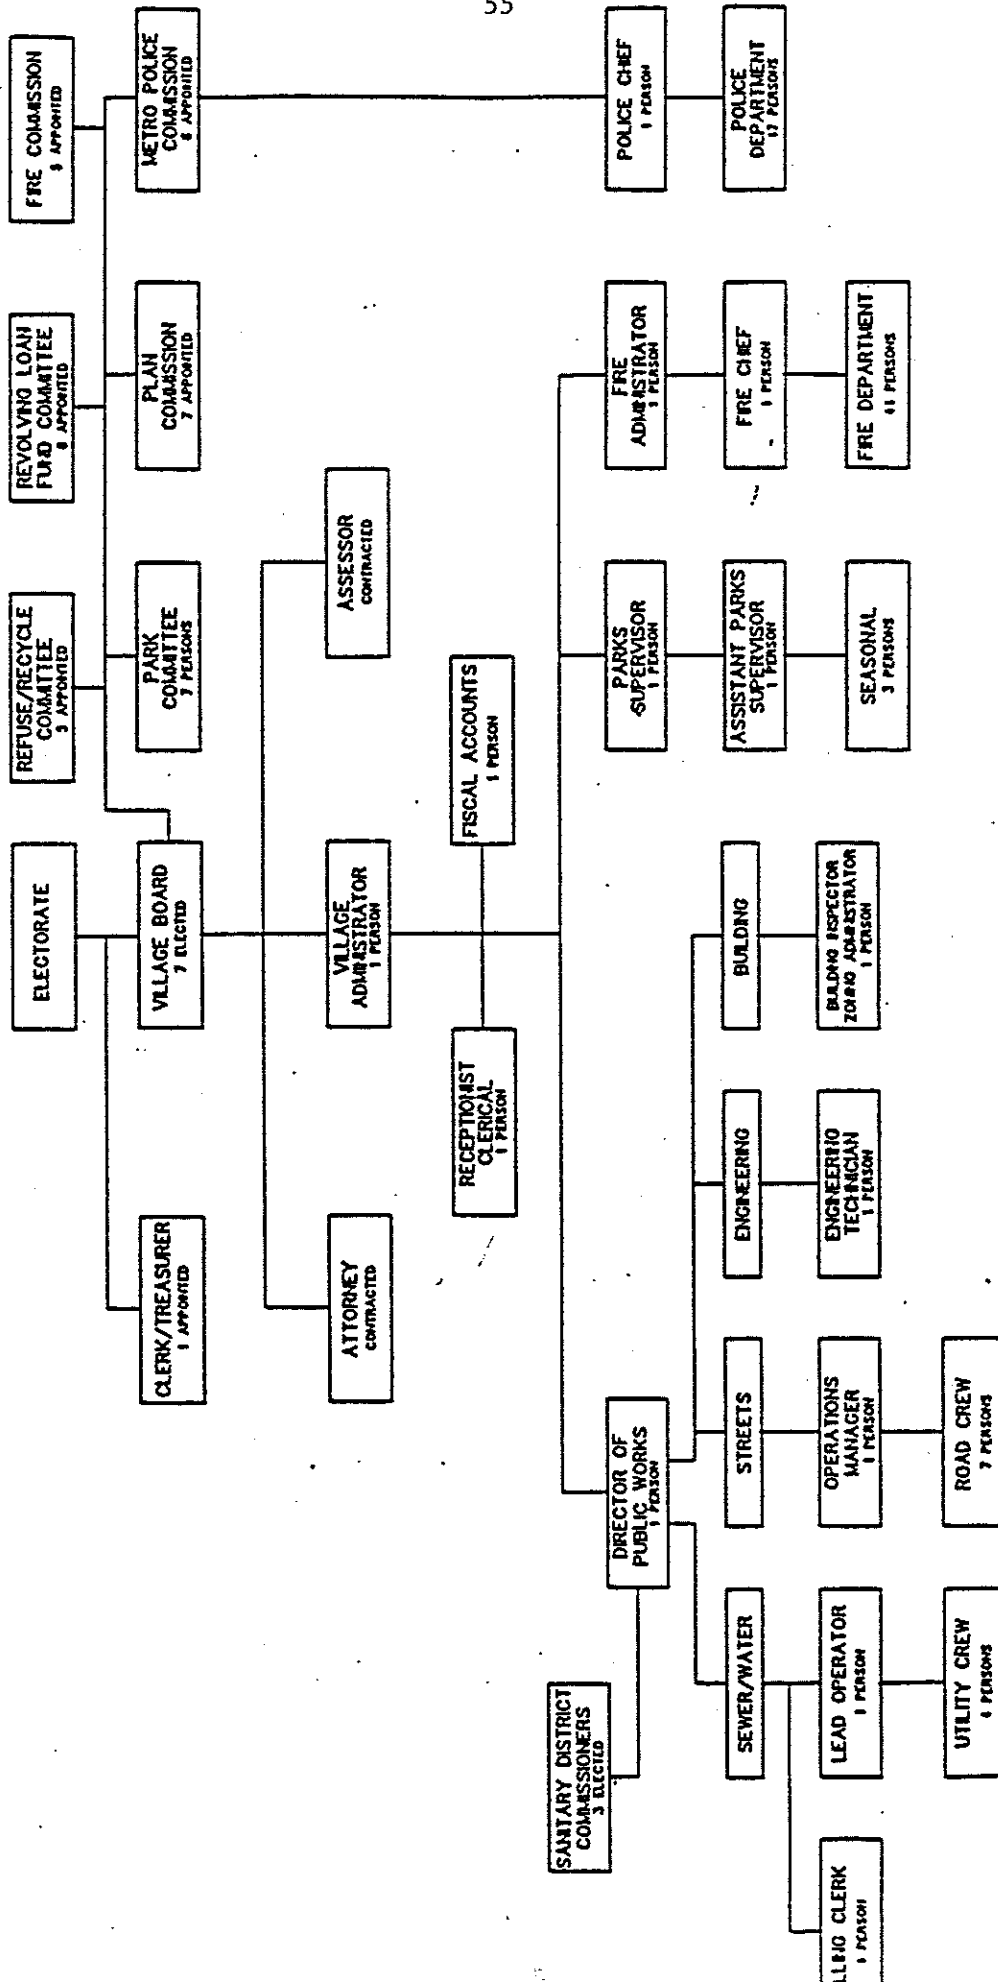 55
ELECTORATE
REFUSE/RECYCLE
COMMITTEE
3 APPOINTED
REVOLVING LOAN
FUND COMMITTEE
APPOINTED
FIRE COMMISSION
5 APPOINTED
CLERK/TREASURER
1 APPOINTED
VILLAGE BOARD
7 ELECTED
PARK
COMMITTEE
7 PERSONS
PLAN
COMMISSION
7 APPOINTED
METRO POLICE
COMMISSION
APPOINTED
ATTORNEY
CONTRACTED
VILLAGE
ADMINISTRATOR
1 PERSON
ASSESSOR
CONTRACTED
RECEPTIONIST
CLERICAL
1 PERSON
FISCAL ACCOUNTS
1 PERSON
SANITARY DISTRICT
COMMISSIONERS
3 ELECTED
DIRECTOR OF
PUBLIC WORKS
1 PERSON
PARKS
SUPERVISOR
1 PERSON
FIRE
ADMINISTRATOR
1 PERSON
POLICE CHIEF
1 PERSON
SEWER/WATER
STREETS
ENGINEERING
BUILDING
ASSISTANT PARKS
SUPERVISOR
1 PERSON
FIRE CHIEF
1 PERSON
POLICE
DEPARTMENT
PERSONS
LLING CLERK
1 PERSON
LEAD OPERATOR
1 PERSON
OPERATIONS
MANAGER
1 PERSON
ENGINEERING
TECHNICIAN
1 PERSON
BUILDING INSPECTOR
ZONING ADMINISTRATOR
1 PERSON
SEASONAL
3 PERSONS
FIRE DEPARTMENT
41 PERSONS
UTILITY CREW
4 PERSONS
ROAD CREW
7 PERSONS